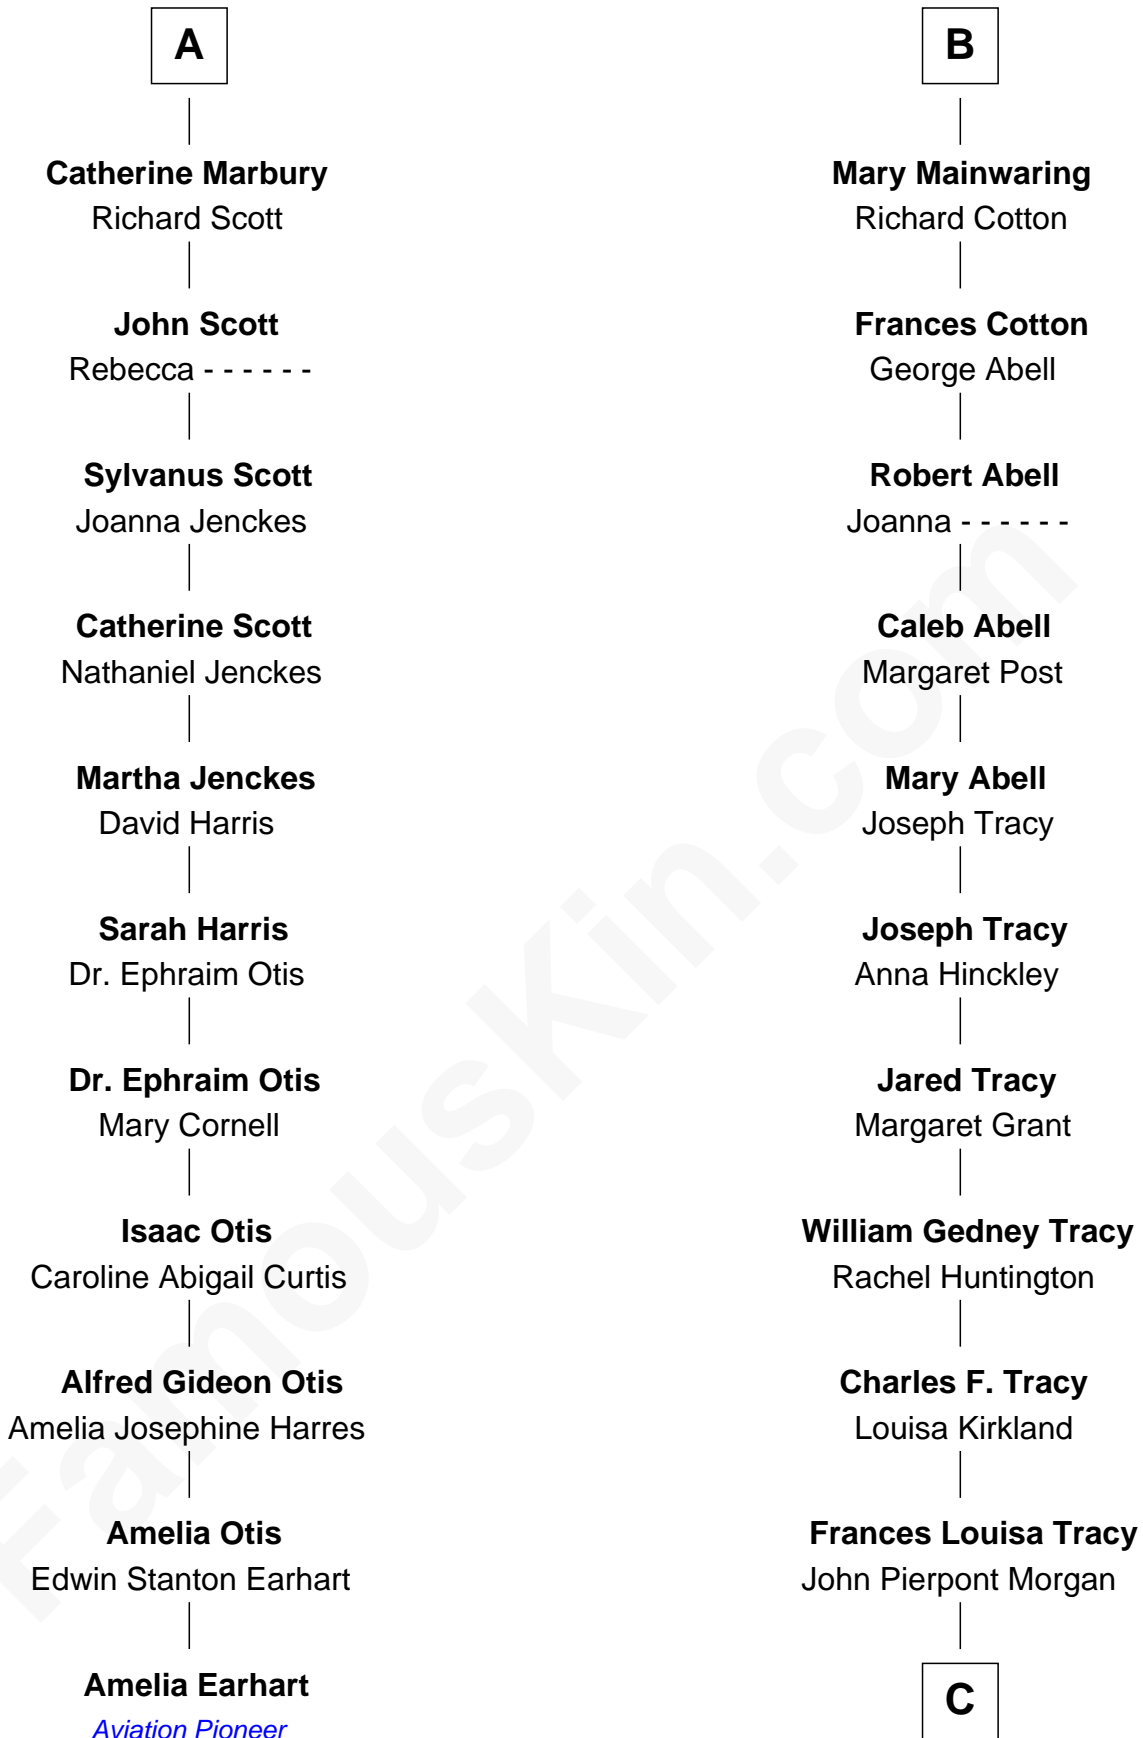 A
Catherine Marbury
Richard Scott
John Scott
Rebecca - - - - - -
Sylvanus Scott
Joanna Jenckes
Catherine Scott
Nathaniel Jenckes
Martha Jenckes
David Harris
Sarah Harris
Dr. Ephraim Otis
Dr. Ephraim Otis
Mary Cornell
Isaac Otis
Caroline Abigail Curtis
Alfred Gideon Otis
Amelia Josephine Harres
Amelia Otis
Edwin Stanton Earhart
Amelia Earhart
Aviation Pioneer
B
Mary Mainwaring
Richard Cotton
Frances Cotton
George Abell
Robert Abell
Joanna - - - - - -
Caleb Abell
Margaret Post
Mary Abell
Joseph Tracy
Joseph Tracy
Anna Hinckley
Jared Tracy
Margaret Grant
William Gedney Tracy
Rachel Huntington
Charles F. Tracy
Louisa Kirkland
Frances Louisa Tracy
John Pierpont Morgan
C
FamousKin.com